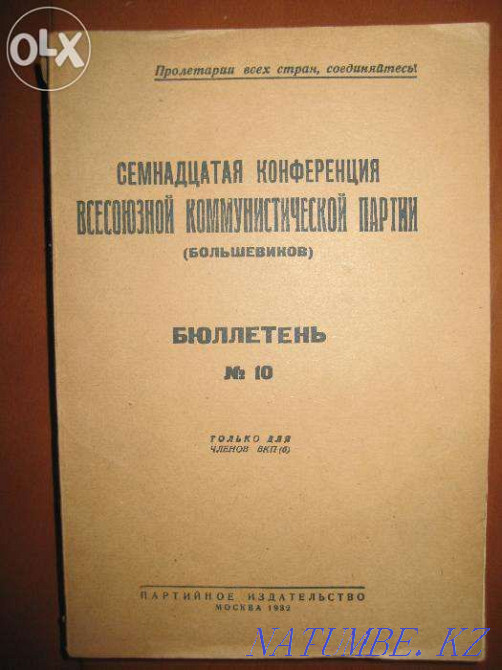 OLX
Пролетарии всех стран, соединяйтесь!
СЕМНАДЦАТАЯ КОНФЕРЕНЦИЯ
ВСЕСОЮЗНОЙ КОММУНИСТИЧЕСКОЙ ПАРТИИ
(БОЛЬШЕВИКОВ)
БЮЛЛЕТЕНЬ
№ 10
ТОЛЬКО ДЛЯ
ЧЛЕНОВ ВКП(б)
ПАРТИЙНОЕ ИЗДАТЕЛЬСТВО
МОСКВА 1932
NATUMBE.KZ